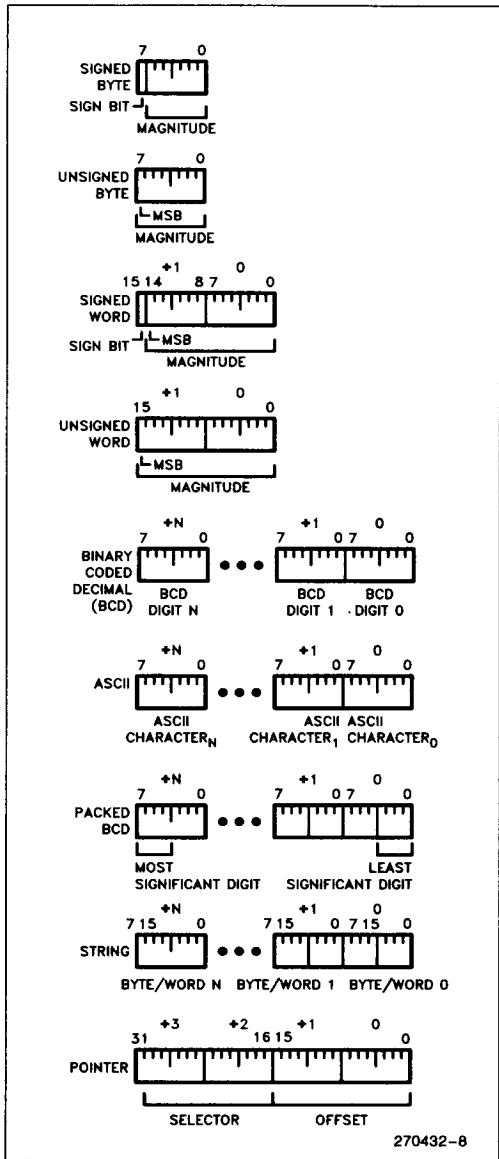 7 0
SIGNED
BYTE
SIGN BIT
MAGNITUDE
7 0
UNSIGNED
BYTE
MSB
MAGNITUDE
+1 0
15 14 8 7 0
SIGNED
WORD
SIGN BIT MSB
MAGNITUDE
+1 0
15 0
UNSIGNED
WORD
MSB
MAGNITUDE
+N +1 0
7 0 7 0 7 0
BINARY
CODED
DECIMAL
(BCD)
BCD BCD BCD
DIGIT N DIGIT 1 DIGIT 0
+N +1 0
7 0 7 0 7 0
ASCII
ASCII ASCII ASCII
CHARACTERN CHARACTER1 CHARACTER0
+N +1 0
7 0 7 0 7 0
PACKED
BCD
MOST LEAST
SIGNIFICANT DIGIT SIGNIFICANT DIGIT
+N +1 0
7 15 0 7 15 0 7 15 0
STRING
BYTE/WORD N BYTE/WORD 1 BYTE/WORD 0
+3 +2 +1 0
31 16 15 0
POINTER
SELECTOR OFFSET
270432-8